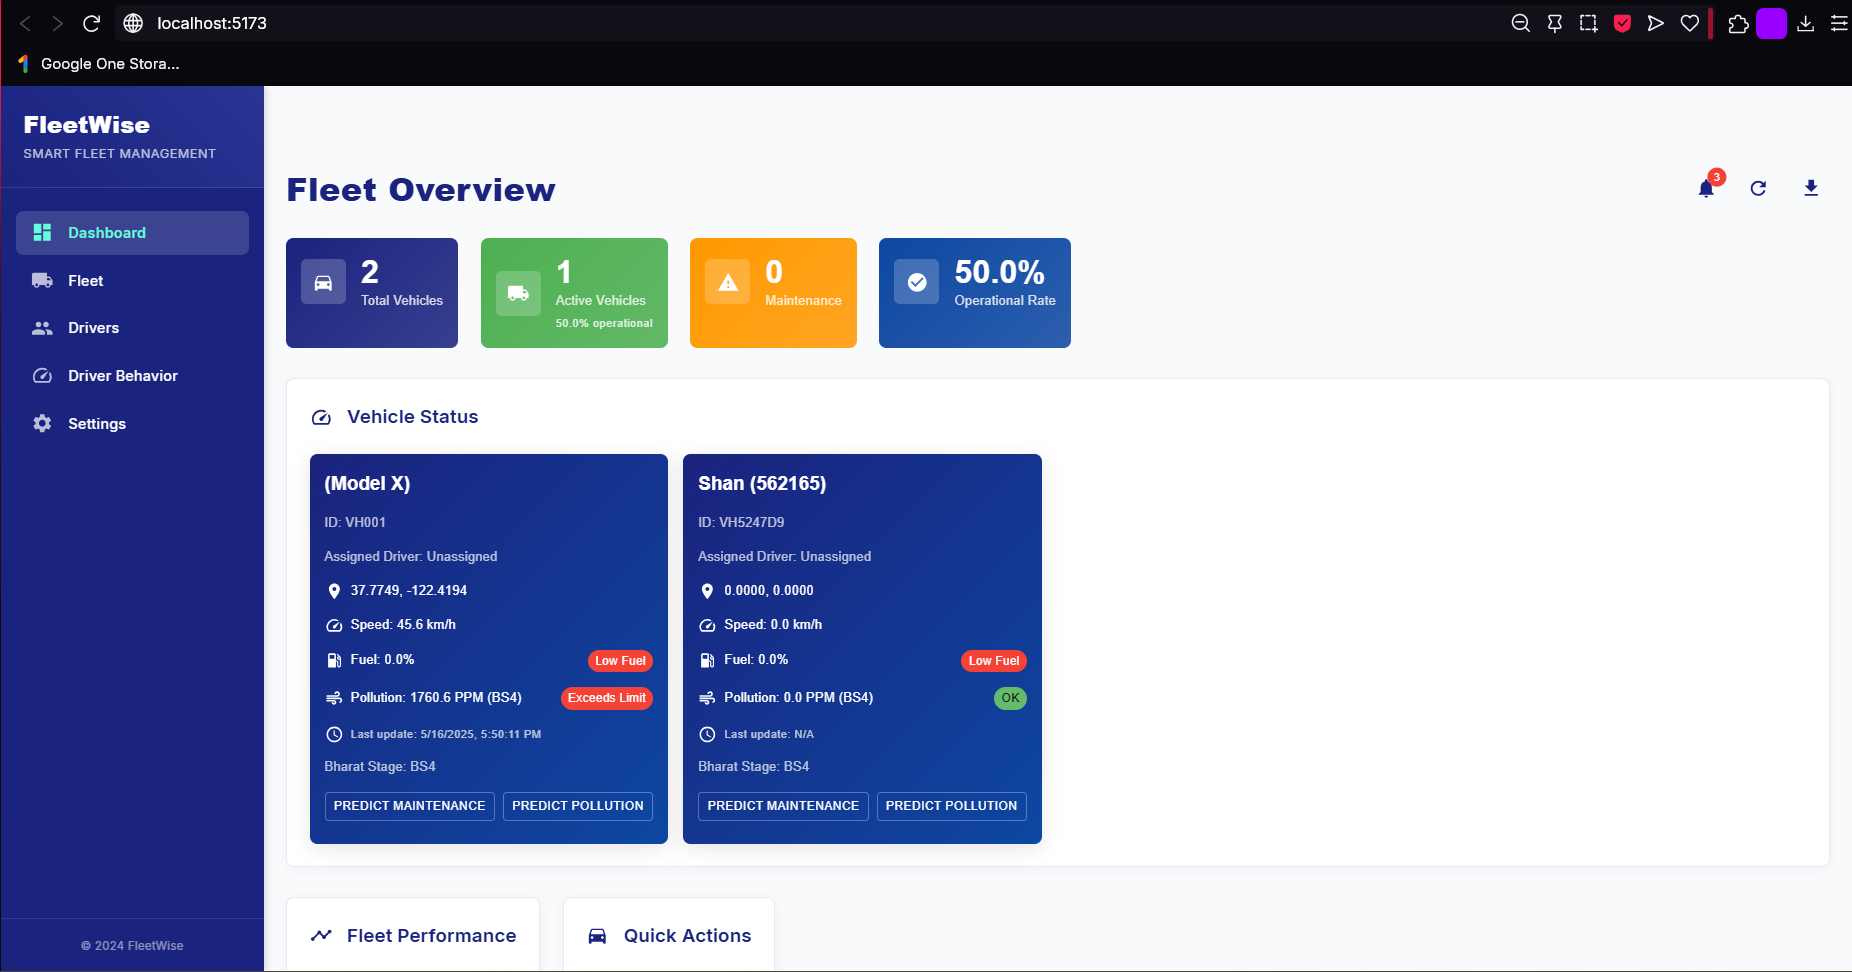 localhost:5173
Google One Stora...
FleetWise
SMART FLEET MANAGEMENT
Dashboard
Fleet
Drivers
Driver Behavior
Settings
© 2024 FleetWise
Fleet Overview
3
2
Total Vehicles
1
Active Vehicles
50.0% operational
0
Maintenance
50.0%
Operational Rate
Vehicle Status
(Model X)
ID: VH001
Assigned Driver: Unassigned
37.7749, -122.4194
Speed: 45.6 km/h
Fuel: 0.0%
Low Fuel
Pollution: 1760.6 PPM (BS4)
Exceeds Limit
Last update: 5/16/2025, 5:50:11 PM
Bharat Stage: BS4
PREDICT MAINTENANCE
PREDICT POLLUTION
Shan (562165)
ID: VH5247D9
Assigned Driver: Unassigned
0.0000, 0.0000
Speed: 0.0 km/h
Fuel: 0.0%
Low Fuel
Pollution: 0.0 PPM (BS4)
OK
Last update: N/A
Bharat Stage: BS4
PREDICT MAINTENANCE
PREDICT POLLUTION
Fleet Performance
Quick Actions